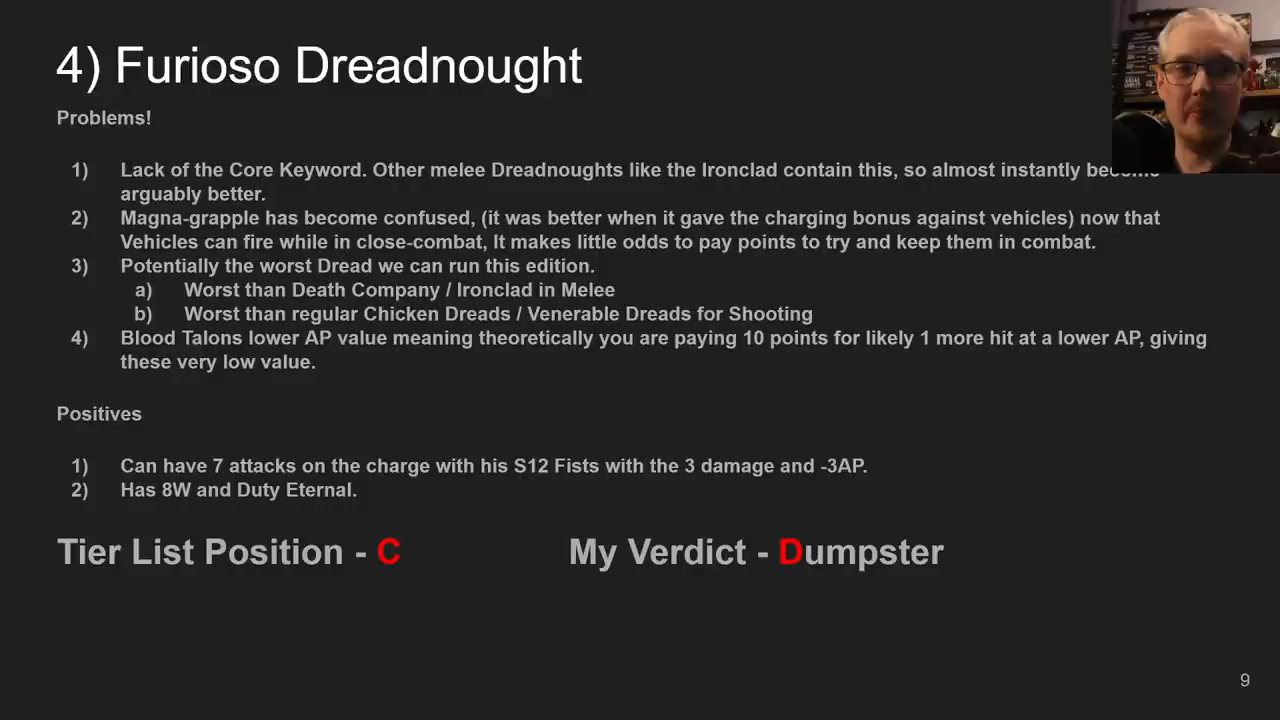 4) Furioso Dreadnought
Problems!
1) Lack of the Core Keyword. Other melee Dreadnoughts like the Ironclad contain this, so almost instantly become
arguably better.
2) Magna-grapple has become confused, (it was better when it gave the charging bonus against vehicles) now that
Vehicles can fire while in close-combat, It makes little odds to pay points to try and keep them in combat.
3) Potentially the worst Dread we can run this edition.
a) Worst than Death Company / Ironclad in Melee
b) Worst than regular Chicken Dreads / Venerable Dreads for Shooting
4) Blood Talons lower AP value meaning theoretically you are paying 10 points for likely 1 more hit at a lower AP, giving
these very low value.
Positives
1) Can have 7 attacks on the charge with his S12 Fists with the 3 damage and -3AP.
2) Has 8W and Duty Eternal.
Tier List Position - C
My Verdict - Dumpster
9